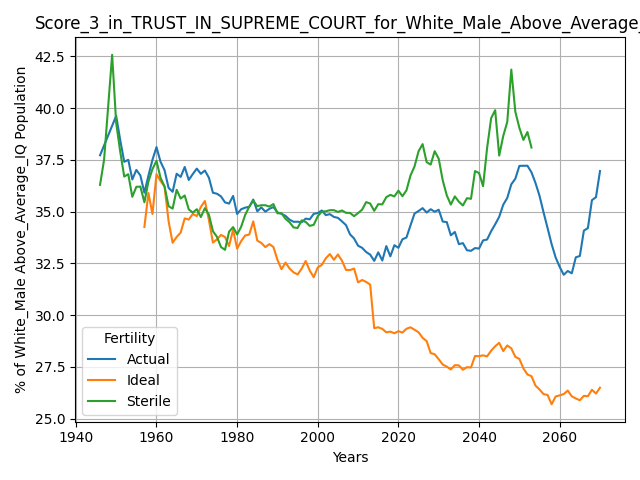 Score_3_in_TRUST_IN_SUPREME_COURT_for_White_Male_Above_Average_
% of White_Male Above_Average_IQ Population
42.5
40.0
37.5
35.0
32.5
30.0
27.5
25.0
Fertility
Actual
Ideal
Sterile
1940 1960 1980 2000 2020 2040 2060
Years